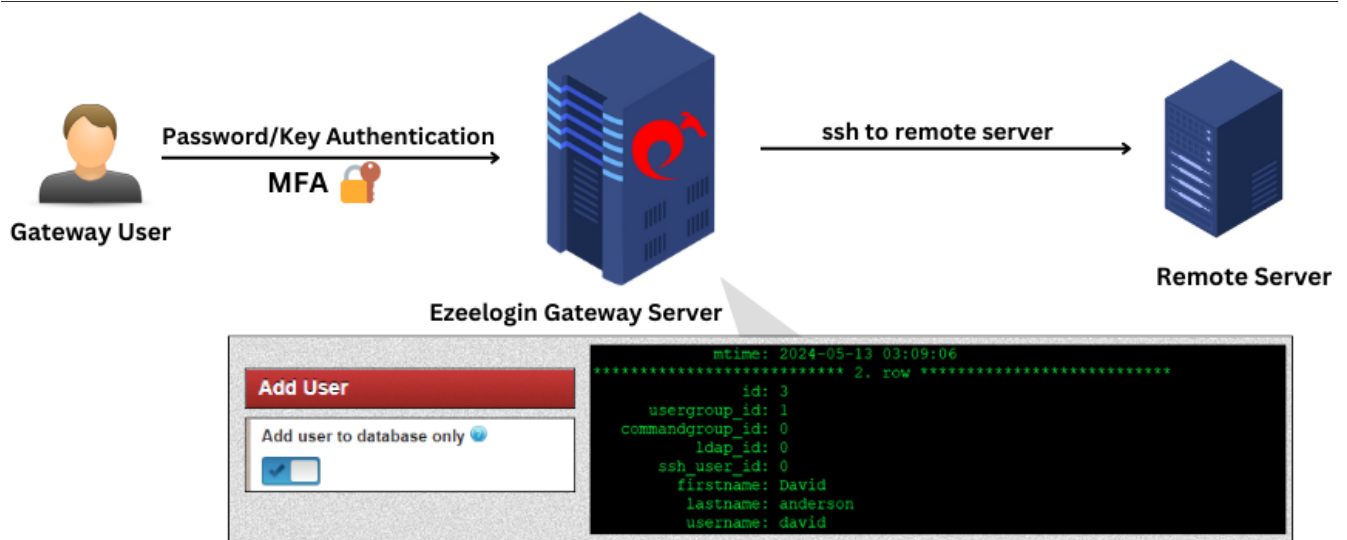 Password/Key Authentication
MFA
Gateway User
ssh to remote server
Remote Server
Ezeelogin Gateway Server
Add User
Add user to database only
mtime: 2024-05-13 03:09:06
*************************** 2. row ***************************
id: 3
usergroup_id: 1
commandgroup_id: 0
ldap_id: 0
ssh_user_id: 0
firstname: David
lastname: anderson
username: david